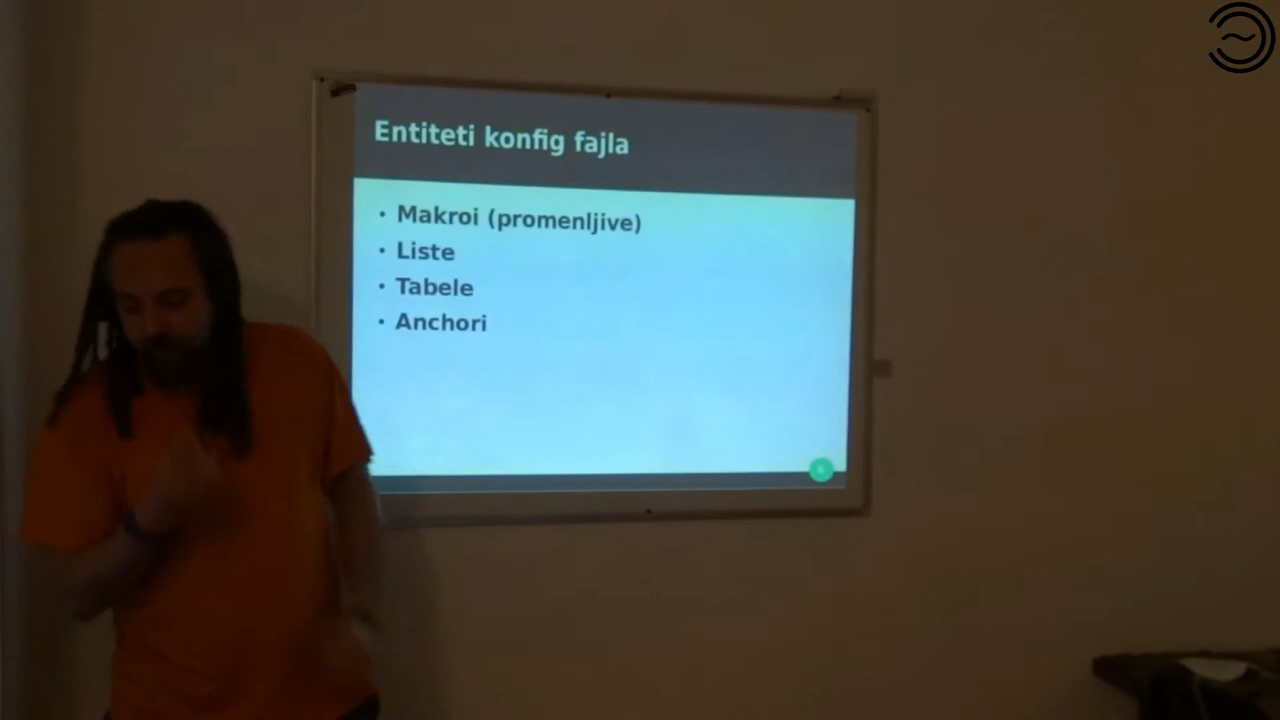 Entiteti konfig fajla
• Makroi (promenljive)
• Liste
• Tabele
• Anchori